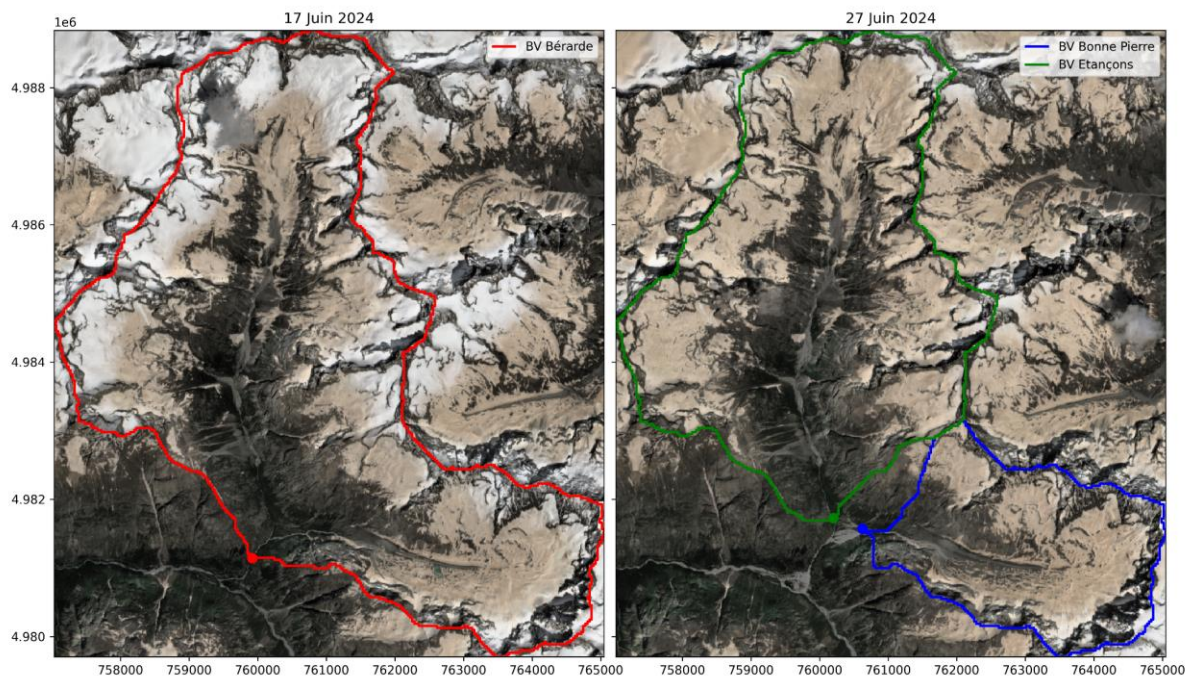 17 Juin 2024
27 Juin 2024
1e6
BV Bérarde
BV Bonne Pierre
BV Etançons
4.988
4.986
4.984
4.982
4.980
758000 759000 760000 761000 762000 763000 764000 765000
758000 759000 760000 761000 762000 763000 764000 765000